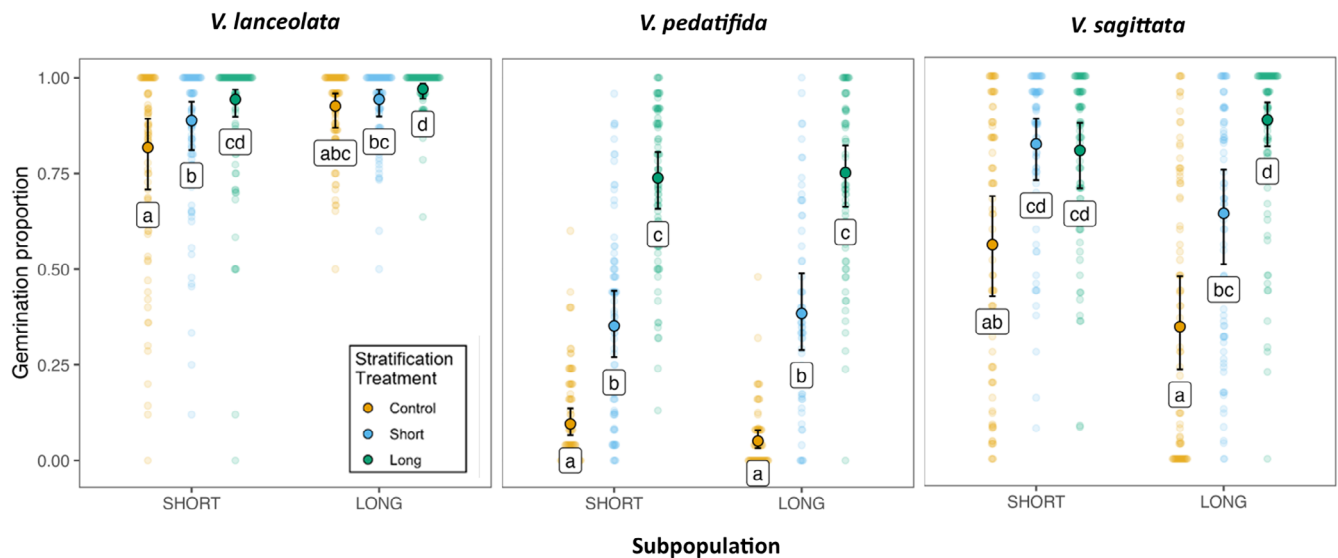 V. lanceolata
V. pedatifida
V. sagittata
Gemrination proportion
1.00
0.75
0.50
0.25
0.00
a
b
cd
abc
bc
d
Stratification
Treatment
Control
Short
Long
a
b
c
a
b
c
ab
cd
cd
a
bc
d
SHORT
LONG
SHORT
LONG
SHORT
LONG
Subpopulation